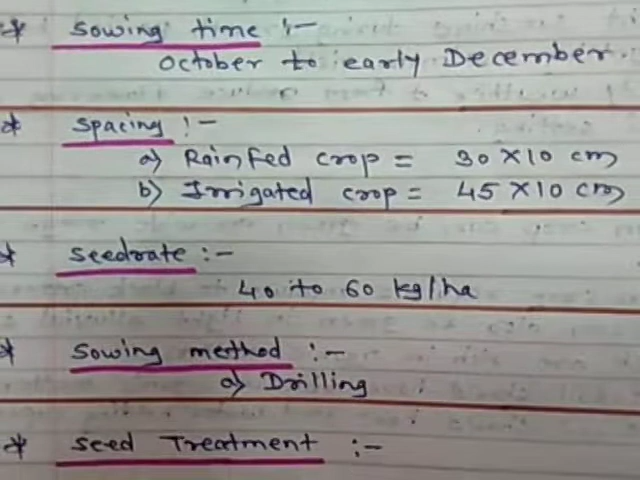 * Sowing time :-
October to early December.
* Spacing :-
a) Rainfed crop = 30 X 10 cm
b) Irrigated crop = 45 X 10 cm
* Seedrate :-
40 to 60 kg/ha
* Sowing method :-
a) Drilling
* Seed Treatment :-